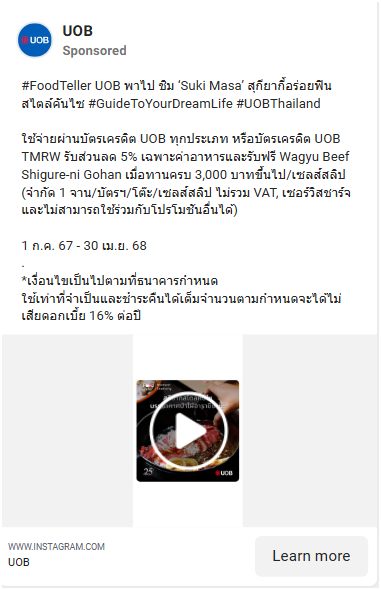 UOB
UOB
Sponsored
#FoodTeller UOB พาไป ชิม ‘Suki Masa’ สุกียากี้อร่อยฟิน
สไตล์คันไซ #GuideToYourDreamLife #UOBThailand
ใช้จ่ายผ่านบัตรเครดิต UOB ทุกประเภท หรือบัตรเครดิต UOB
TMRW รับส่วนลด 5% เฉพาะค่าอาหารและรับฟรี Wagyu Beef
Shigure-ni Gohan เมื่อทานครบ 3,000 บาทขึ้นไป/เซลส์สลิป
(จำกัด 1 จาน/บัตรฯ/โต๊ะ/เซลส์สลิป ไม่รวม VAT, เซอร์วิสชาร์จ
และไม่สามารถใช้ร่วมกับโปรโมชันอื่นได้)
1 ก.ค. 67 - 30 เม.ย. 68
.
*เงื่อนไขเป็นไปตามที่ธนาคารกำหนด
ใช้เท่าที่จำเป็นและชำระคืนได้เต็มจำนวนตามกำหนดจะได้ไม่
เสียดอกเบี้ย 16% ต่อปี
25
UOB
WWW.INSTAGRAM.COM
UOB
Learn more